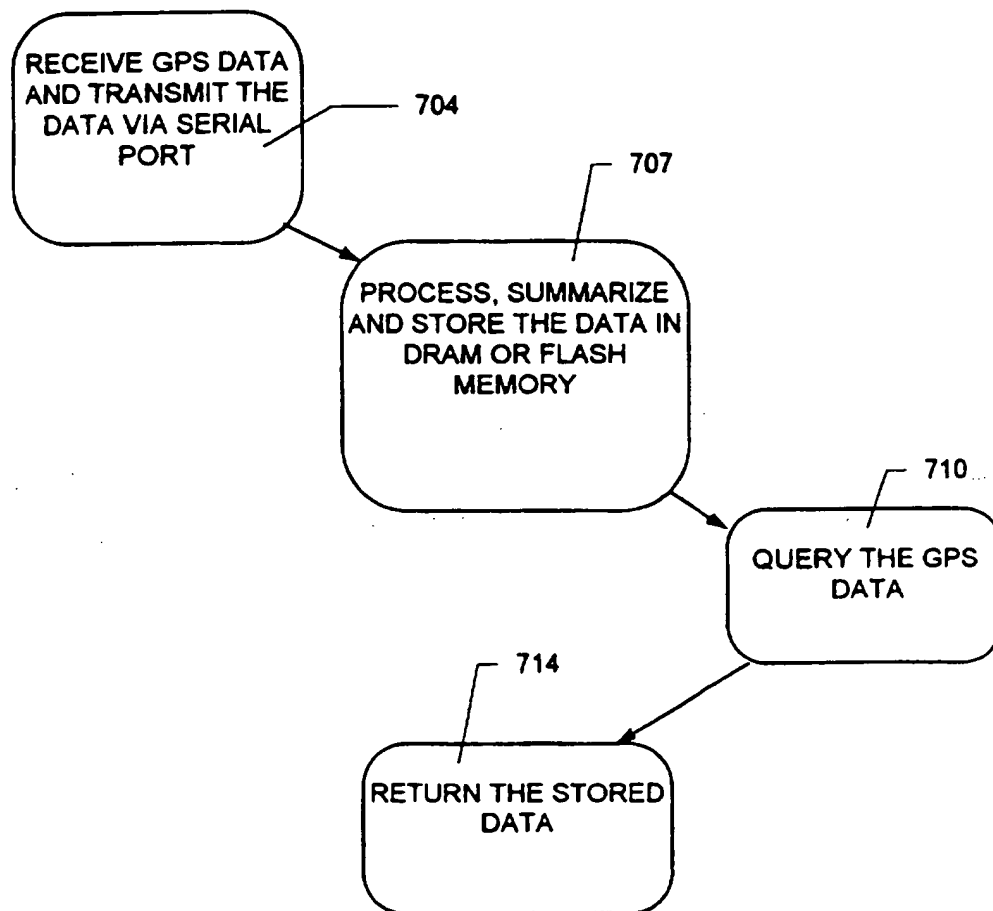 RECEIVE GPS DATA
AND TRANSMIT THE
DATA VIA SERIAL
PORT
704
707
PROCESS, SUMMARIZE
AND STORE THE DATA IN
DRAM OR FLASH
MEMORY
710
QUERY THE GPS
DATA
714
RETURN THE STORED
DATA